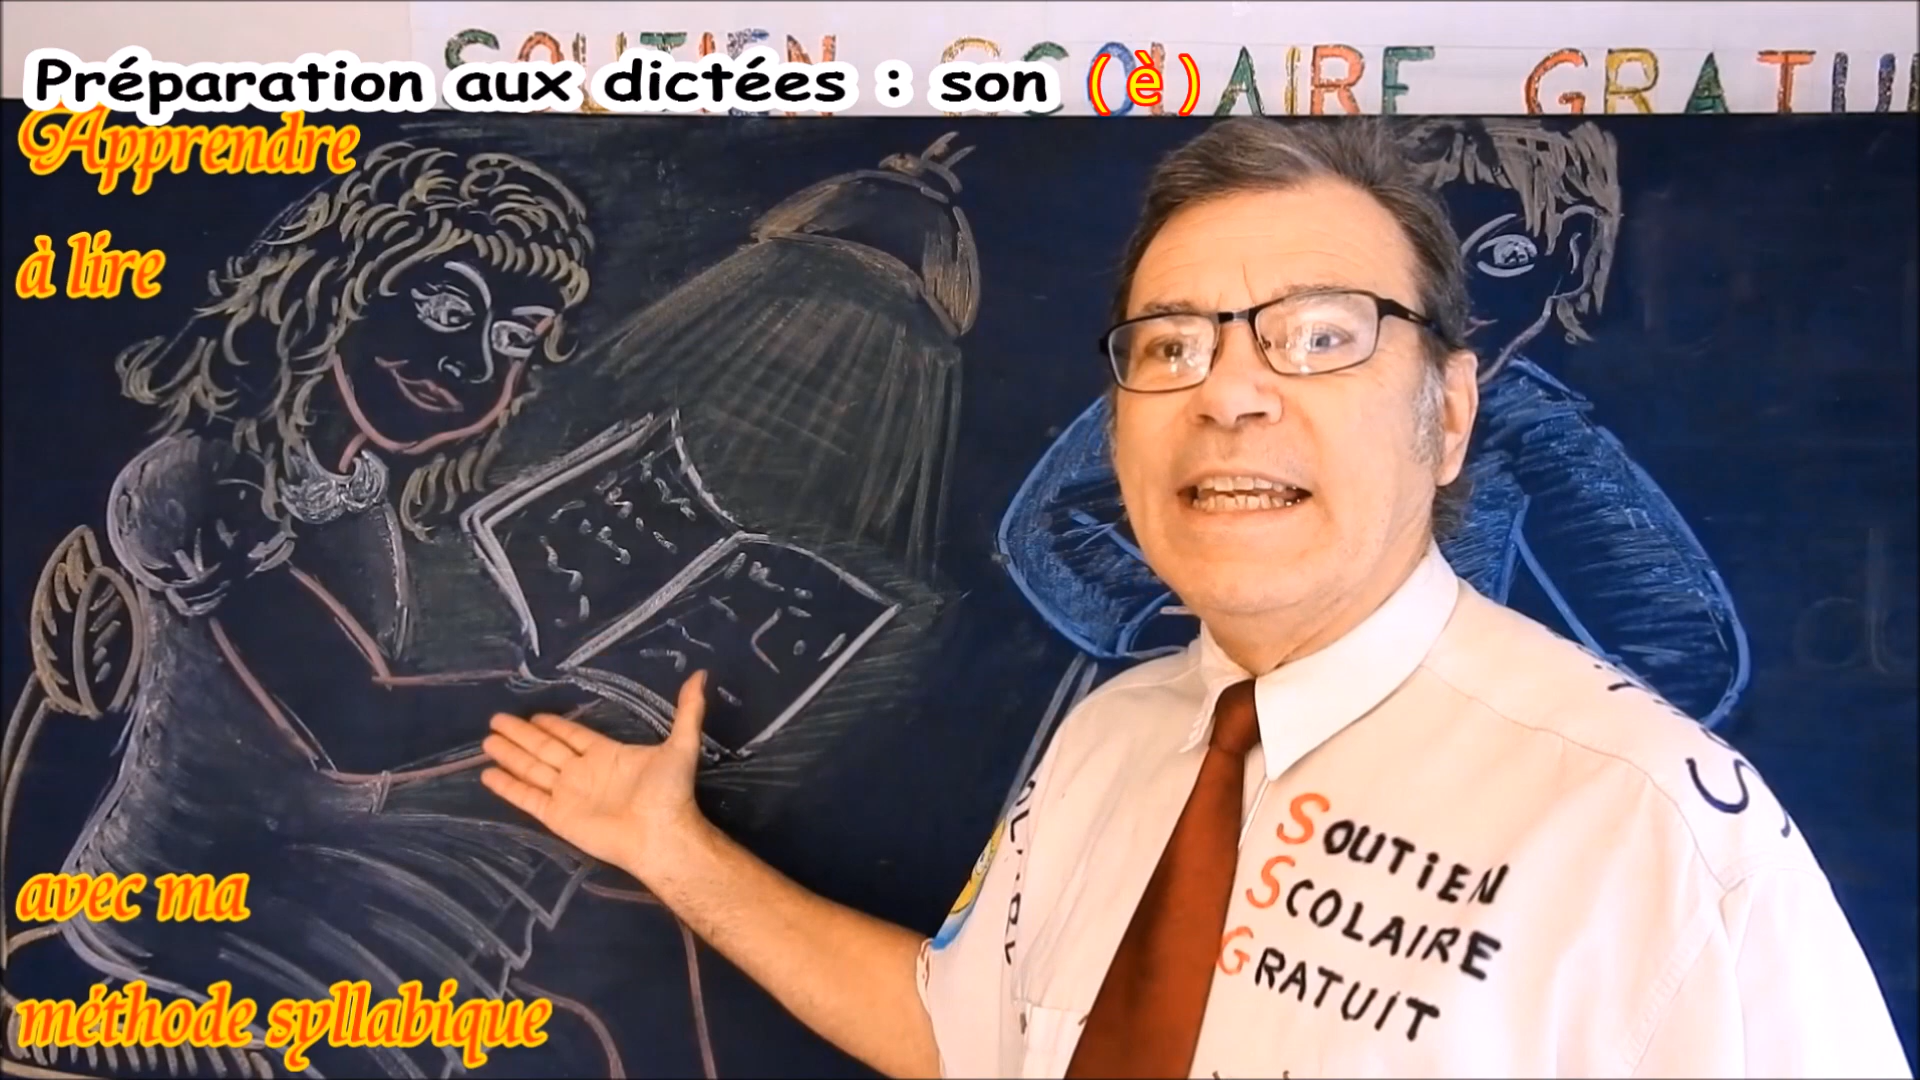 SOUTIEN SCOLAIRE GRATUI
Préparation aux dictées : son (è)
Apprendre
à lire
avec ma
méthode syllabique
SOUTIEN
SCOLAIRE
GRATUIT